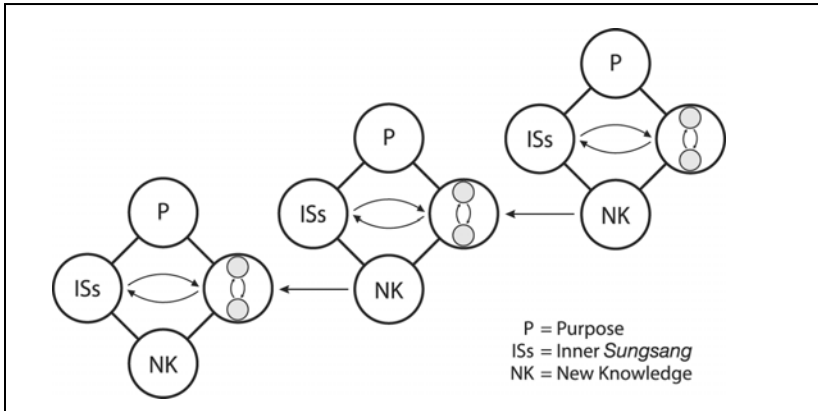 P
ISs
NK
P
ISs
NK
P
ISs
NK
P = Purpose
ISs = Inner Sungsang
NK = New Knowledge